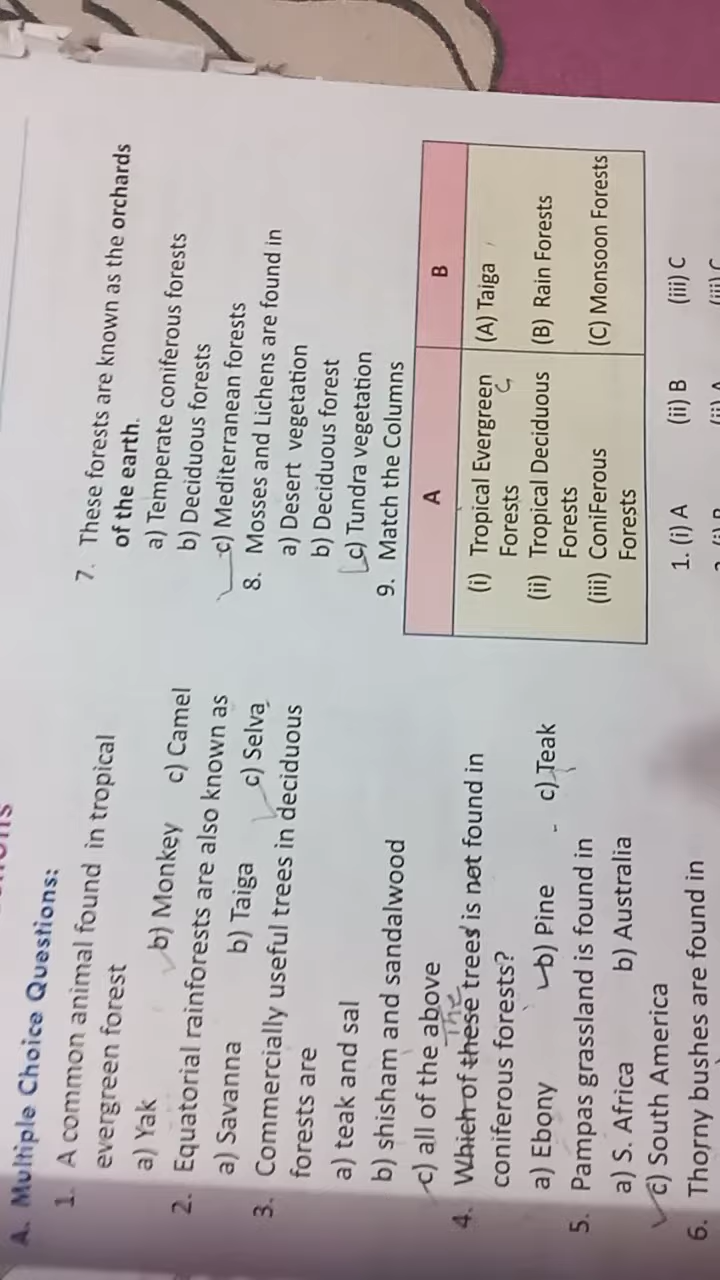 A. Multiple Choice Questions:
1. A common animal found in tropical
evergreen forest
a) Yak b) Monkey c) Camel
2. Equatorial rainforests are also known as
a) Savanna b) Taiga c) Selva
3. Commercially useful trees in deciduous
forests are
a) teak and sal
b) shisham and sandalwood
c) all of the above
The
4. Which of these trees is not found in
coniferous forests?
a) Ebony b) Pine c) Teak
5. Pampas grassland is found in
a) S. Africa b) Australia
c) South America
6. Thorny bushes are found in
7. These forests are known as the orchards
of the earth.
a) Temperate coniferous forests
b) Deciduous forests
c) Mediterranean forests
8. Mosses and Lichens are found in
a) Desert vegetation
b) Deciduous forest
c) Tundra vegetation
9. Match the Columns
A B
(i) Tropical Evergreen (A) Taiga
Forests
(ii) Tropical Deciduous (B) Rain Forests
Forests
(iii) ConiFerous (C) Monsoon Forests
Forests
1. (i) A (ii) B (iii) C